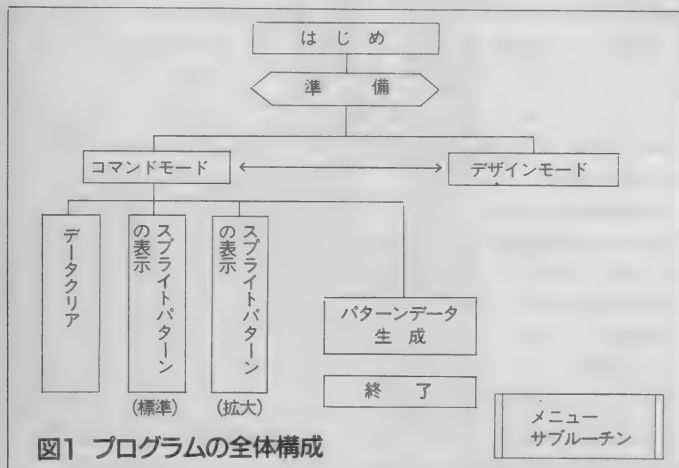 はじめ
準備
コマンドモード
デザインモード
データクリア
スプライトパターン
の表示
(標準)
スプライトパターン
の表示
(拡大)
パターンデータ
生成
終了
メニュー
サブルーチン
図1 プログラムの全体構成